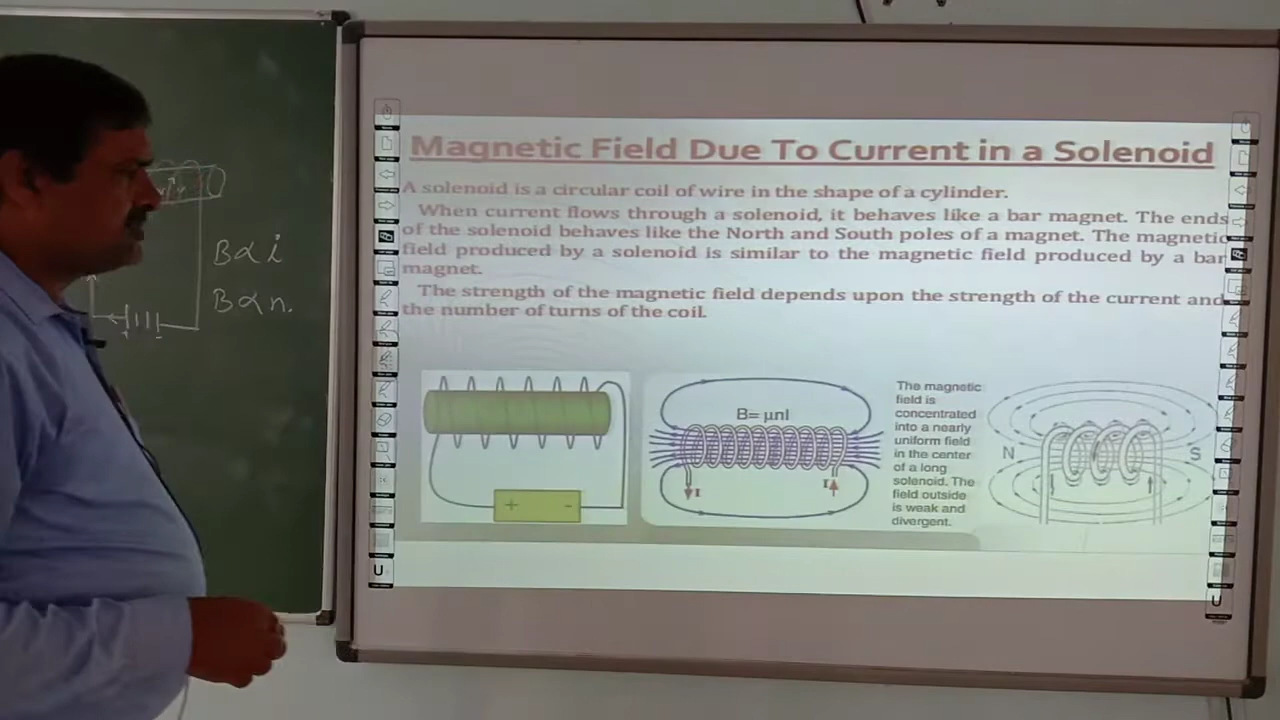 Magnetic Field Due To Current in a Solenoid
A solenoid is a circular coil of wire in the shape of a cylinder.
When current flows through a solenoid, it behaves like a bar magnet. The ends
of the solenoid behaves like the North and South poles of a magnet. The magnetic
field produced by a solenoid is similar to the magnetic field produced by a bar
magnet.
The strength of the magnetic field depends upon the strength of the current and
the number of turns of the coil.
B α i
B α n.
+ -
B= μnI
I I
The magnetic
field is
concentrated
into a nearly
uniform field
in the center
of a long
solenoid. The
field outside
is weak and
divergent.
N S
U U